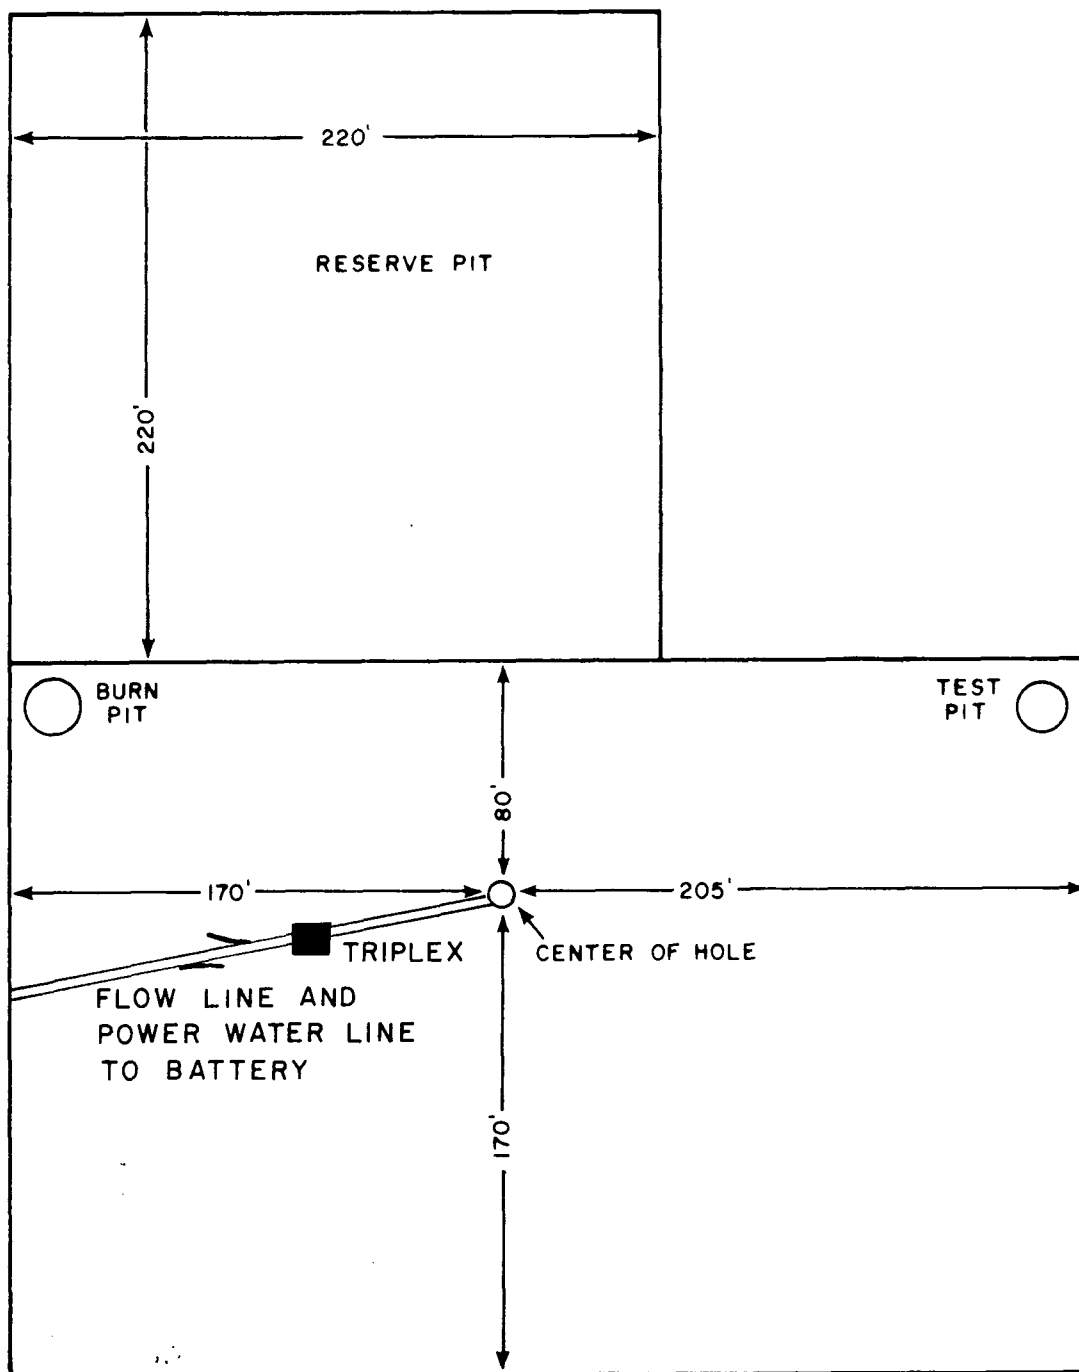 220'
RESERVE PIT
220'
BURN
PIT
TEST
PIT
80'
170'
205'
TRIPLEX
CENTER OF HOLE
FLOW LINE AND
POWER WATER LINE
TO BATTERY
170'